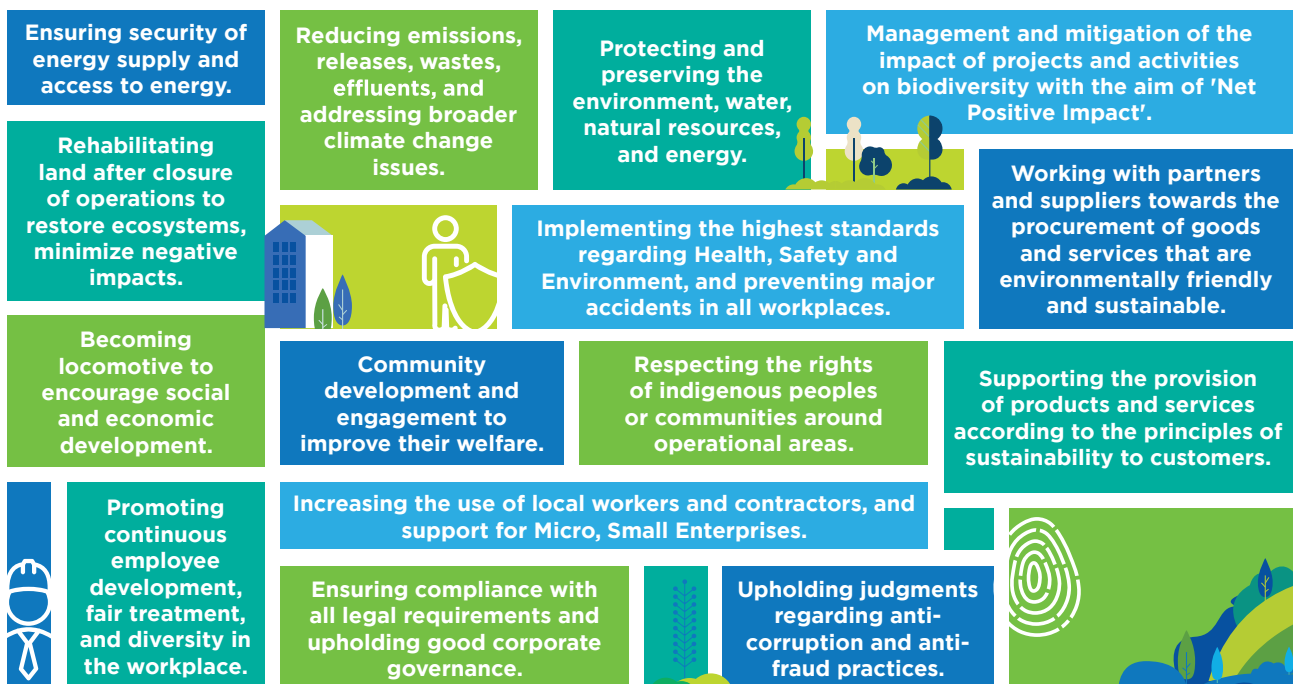 Ensuring security of
energy supply and
access to energy.
Reducing emissions,
releases, wastes,
effluents, and
addressing broader
climate change
issues.
Protecting and
preserving the
environment, water,
natural resources,
and energy.
Management and mitigation of the
impact of projects and activities
on biodiversity with the aim of 'Net
Positive Impact'.
Rehabilitating
land after closure
of operations to
restore ecosystems,
minimize negative
impacts.
Implementing the highest standards
regarding Health, Safety and
Environment, and preventing major
accidents in all workplaces.
Working with partners
and suppliers towards the
procurement of goods
and services that are
environmentally friendly
and sustainable.
Becoming
locomotive to
encourage social
and economic
development.
Community
development and
engagement to
improve their welfare.
Respecting the rights
of indigenous peoples
or communities around
operational areas.
Supporting the provision
of products and services
according to the principles of
sustainability to customers.
Promoting
continuous
employee
development,
fair treatment,
and diversity in
the workplace.
Increasing the use of local workers and contractors, and
support for Micro, Small Enterprises.
Ensuring compliance with
all legal requirements and
upholding good corporate
governance.
Upholding judgments
regarding anti-
corruption and anti-
fraud practices.